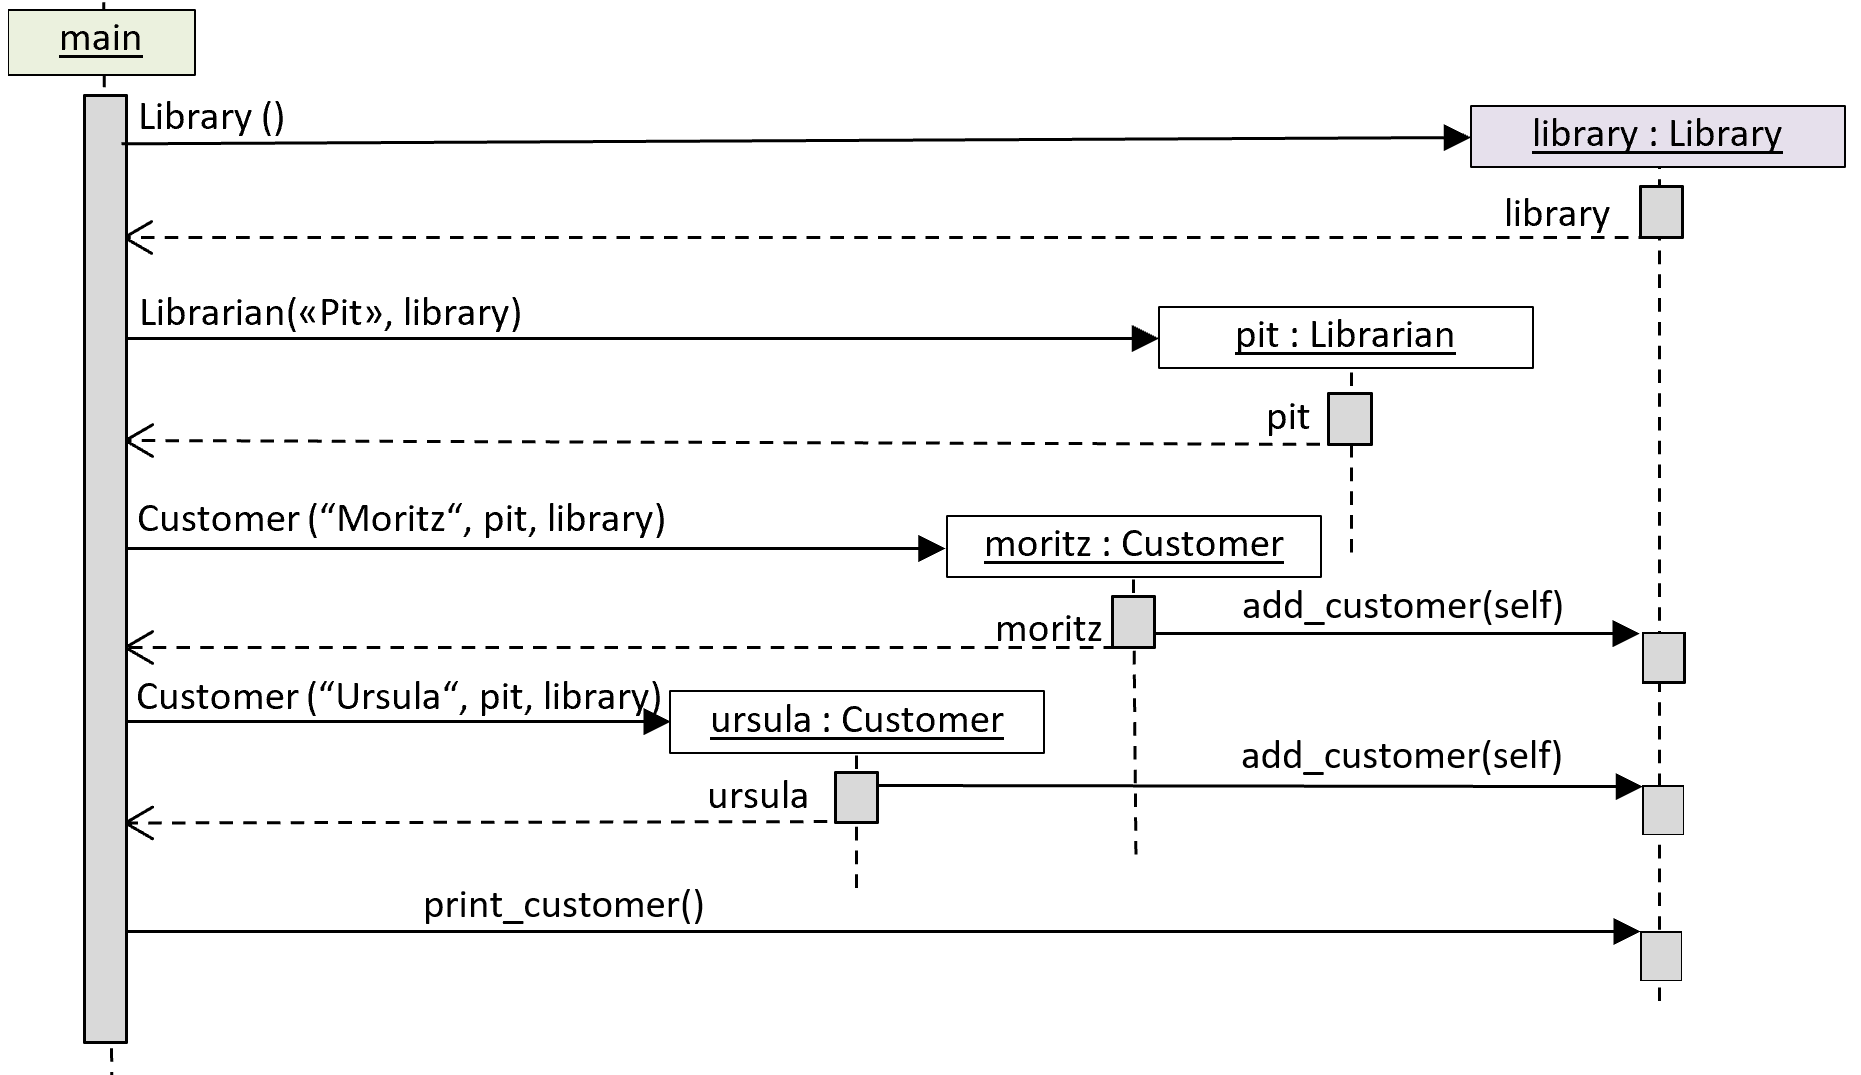 main
Library ()
library : Library
library
Librarian(«Pit», library)
pit : Librarian
pit
Customer (“Moritz“, pit, library)
moritz : Customer
add_customer(self)
moritz
Customer (“Ursula“, pit, library)
ursula : Customer
add_customer(self)
ursula
print_customer()